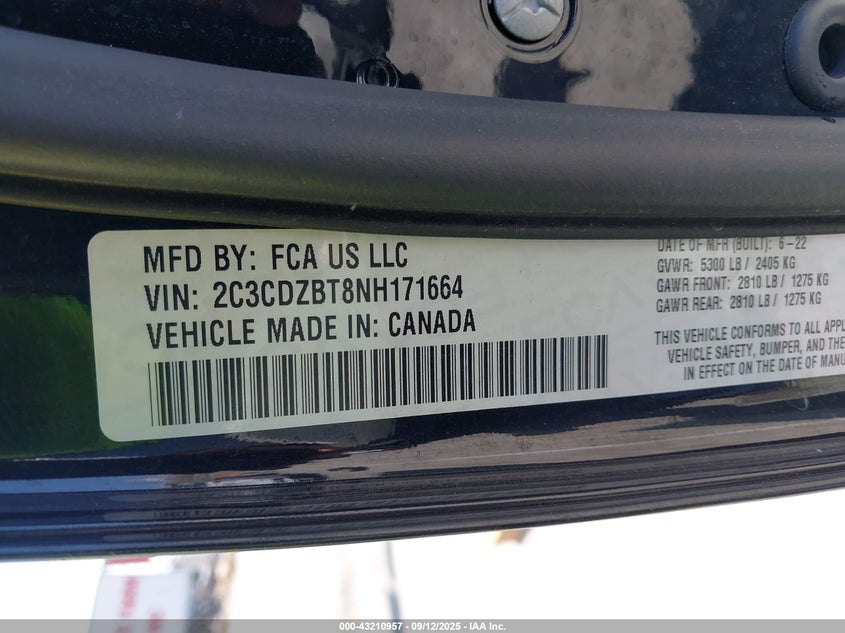 MFD BY: FCA US LLC
VIN: 2C3CDZBT8NH171664
VEHICLE MADE IN: CANADA
DATE OF MFR (BUILT): 6-22
GVWR: 5300 LB / 2405 KG
GAWR FRONT: 2810 LB / 1275 KG
GAWR REAR: 2810 LB / 1275 KG
THIS VEHICLE CONFORMS TO ALL APPL
VEHICLE SAFETY, BUMPER, AND THE
IN EFFECT ON THE DATE OF MANU
000-43210957 - 09/12/2025 - IAA Inc.